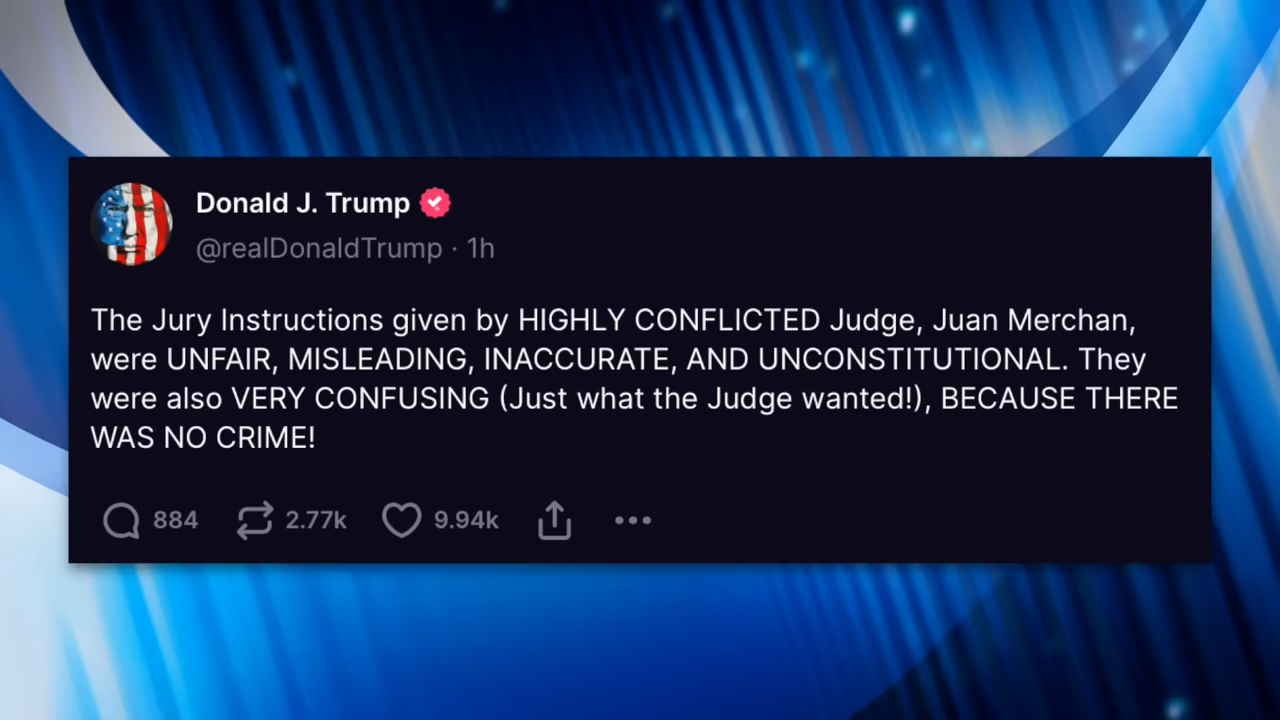 Donald J. Trump
@realDonaldTrump · 1h
The Jury Instructions given by HIGHLY CONFLICTED Judge, Juan Merchan,
were UNFAIR, MISLEADING, INACCURATE, AND UNCONSTITUTIONAL. They
were also VERY CONFUSING (Just what the Judge wanted!), BECAUSE THERE
WAS NO CRIME!
884 2.77k 9.94k